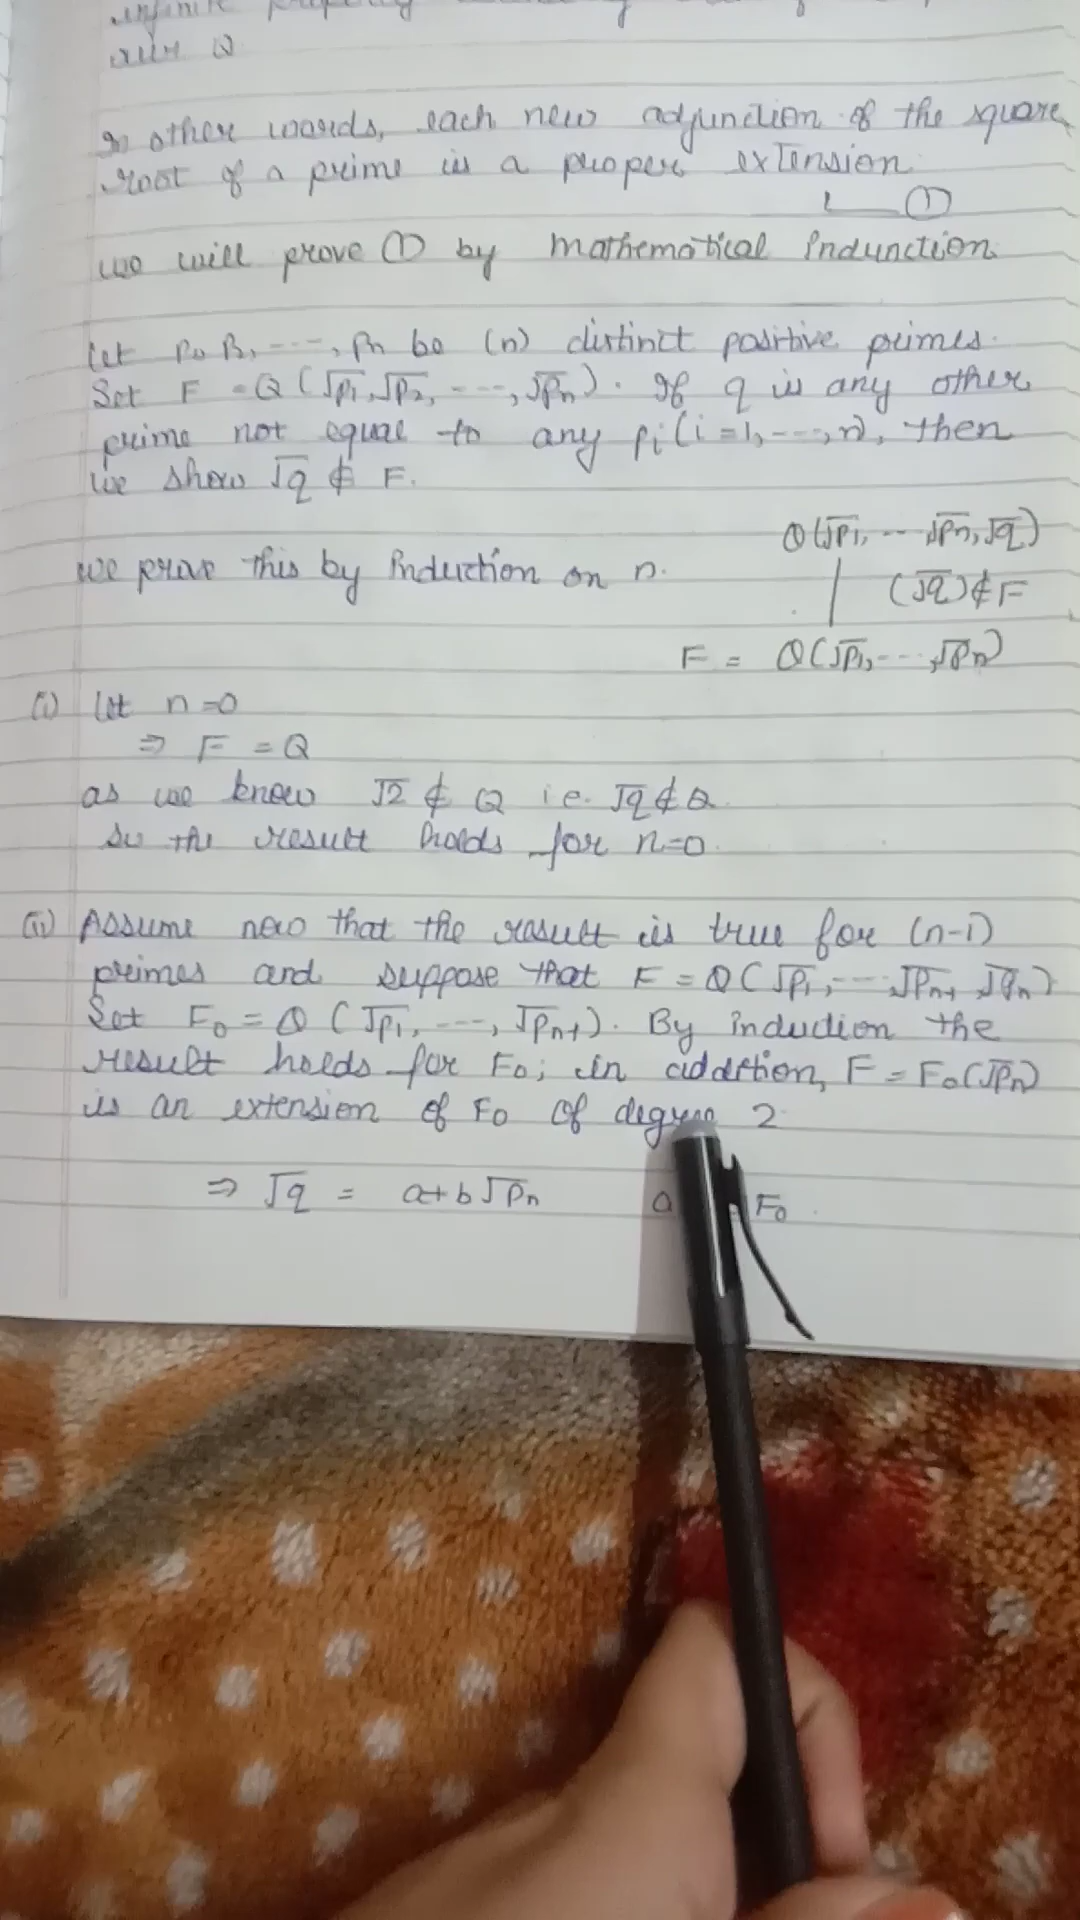 infinite
with Q
In other words, each new adjunction of the square
root of a prime is a proper extension.
①
we will prove ① by mathematical Indunction.
let P₁, P₂, ----, Pn be (n) distinct positive primes.
Set F = Q(√p₁, √p₂, ----, √pn). If q is any other
prime not equal to any pi (i=1, ---, n), then
we show √q ∉ F.
Q(√p₁, --- √pn, √q)
we prove this by Induction on n.
(√q) ∉ F
F = Q(√p₁, ---, √pn)
(i) let n=0
⇒ F = Q
as we know √2 ∉ Q i.e. √q ∉ Q.
So the result holds for n=0.
(ii) Assume now that the result is true for (n-1)
primes and suppose that F = Q(√p₁, --- √pn-1, √pn)
Set F₀ = Q(√p₁, ---, √pn-1). By induction the
result holds for F₀; in addition, F = F₀(√pn)
is an extension of F₀ of degree 2
⇒ √q = a+b√pn a F₀.